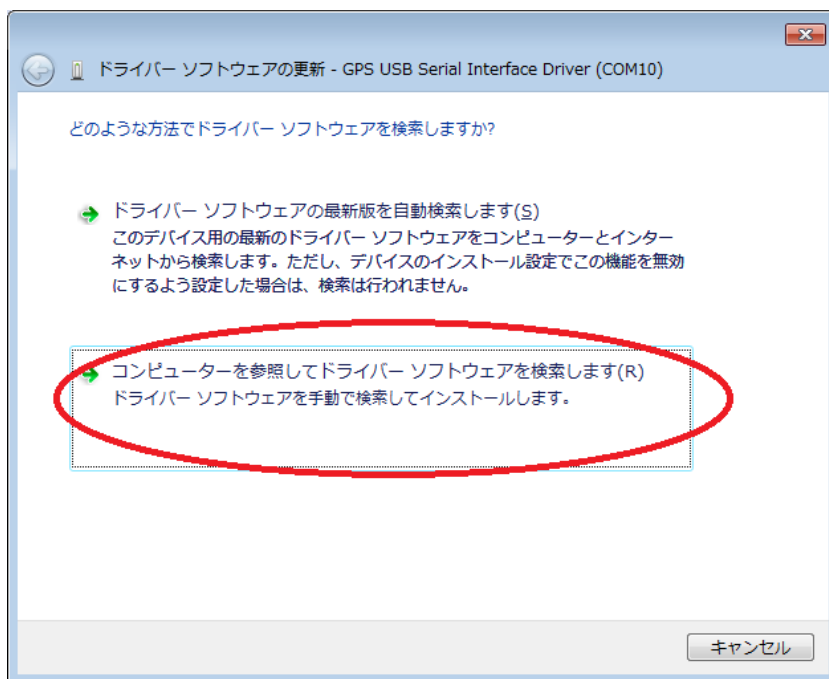 ドライバー ソフトウェアの更新 - GPS USB Serial Interface Driver (COM10)
どのような方法でドライバー ソフトウェアを検索しますか?
ドライバー ソフトウェアの最新版を自動検索します(S)
このデバイス用の最新のドライバー ソフトウェアをコンピューターとインター
ネットから検索します。ただし、デバイスのインストール設定でこの機能を無効
にするよう設定した場合は、検索は行われません。
コンピューターを参照してドライバー ソフトウェアを検索します(R)
ドライバー ソフトウェアを手動で検索してインストールします。
キャンセル